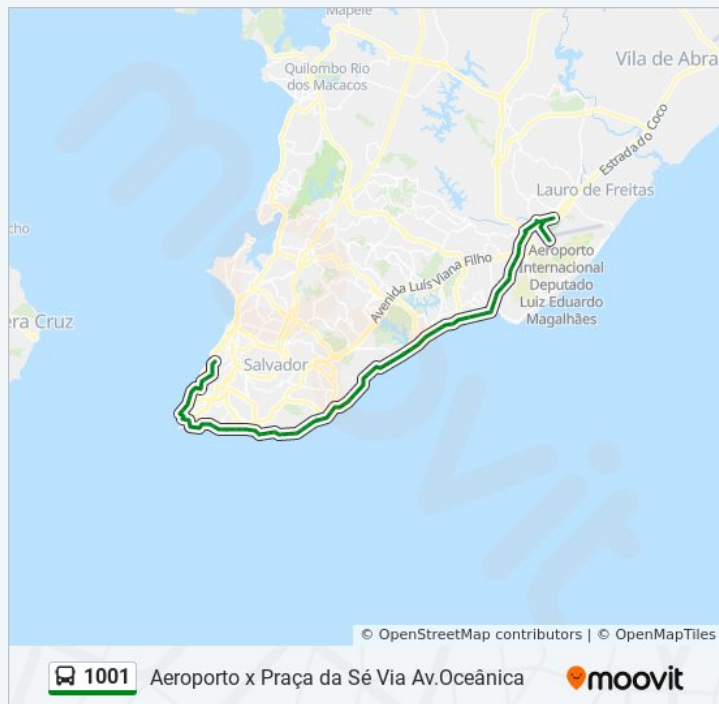 Mapele
Quilombo Rio
dos Macacos
Vila de Abra
Estrada do Coco
Lauro de Freitas
cho
Aeroporto
Internacional
Deputado
Luiz Eduardo
Magalhães
Avenida Luís Viana Filho
era Cruz
Salvador
moovit
© OpenStreetMap contributors | © OpenMapTiles
1001 Aeroporto x Praça da Sé Via Av.Oceânica
moovit